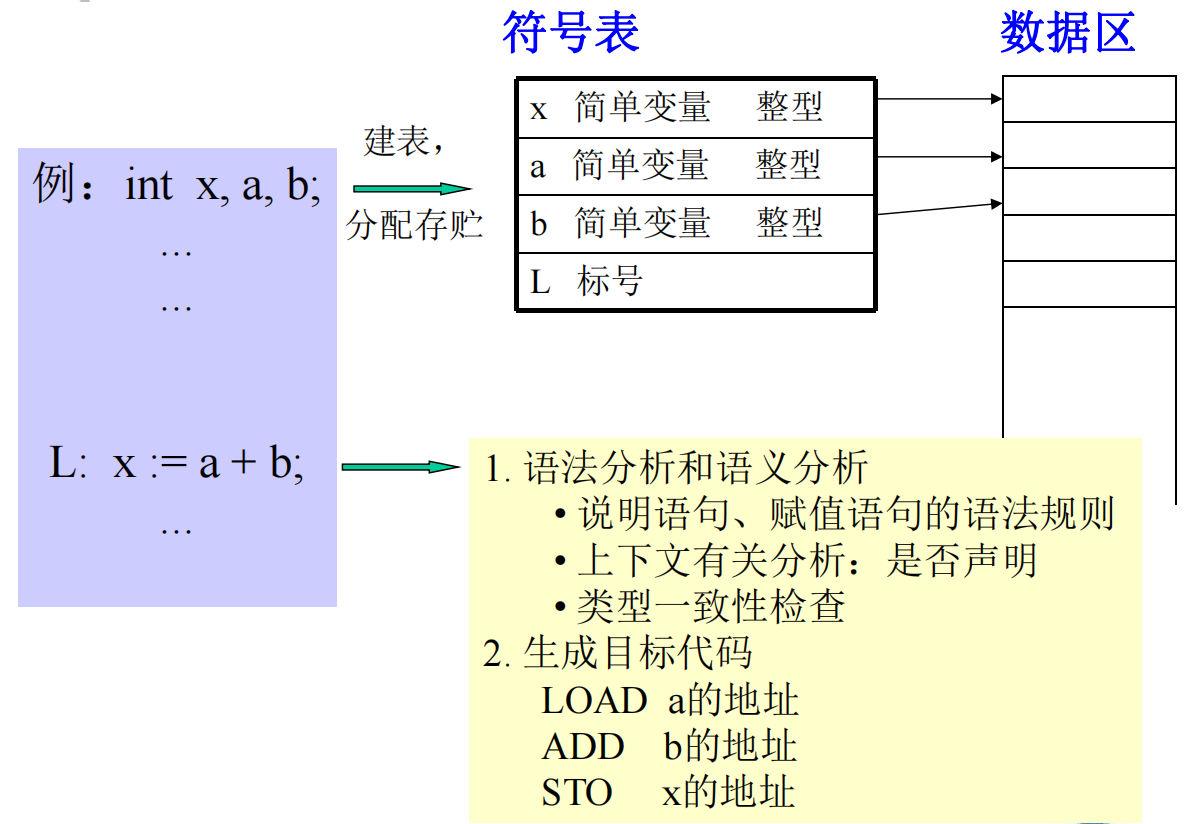 符号表
数据区
例：int x, a, b;
…
…
L: x := a + b;
…
建表，
分配存贮
x 简单变量 整型
a 简单变量 整型
b 简单变量 整型
L 标号
1. 语法分析和语义分析
• 说明语句、赋值语句的语法规则
• 上下文有关分析：是否声明
• 类型一致性检查
2. 生成目标代码
LOAD a的地址
ADD b的地址
STO x的地址